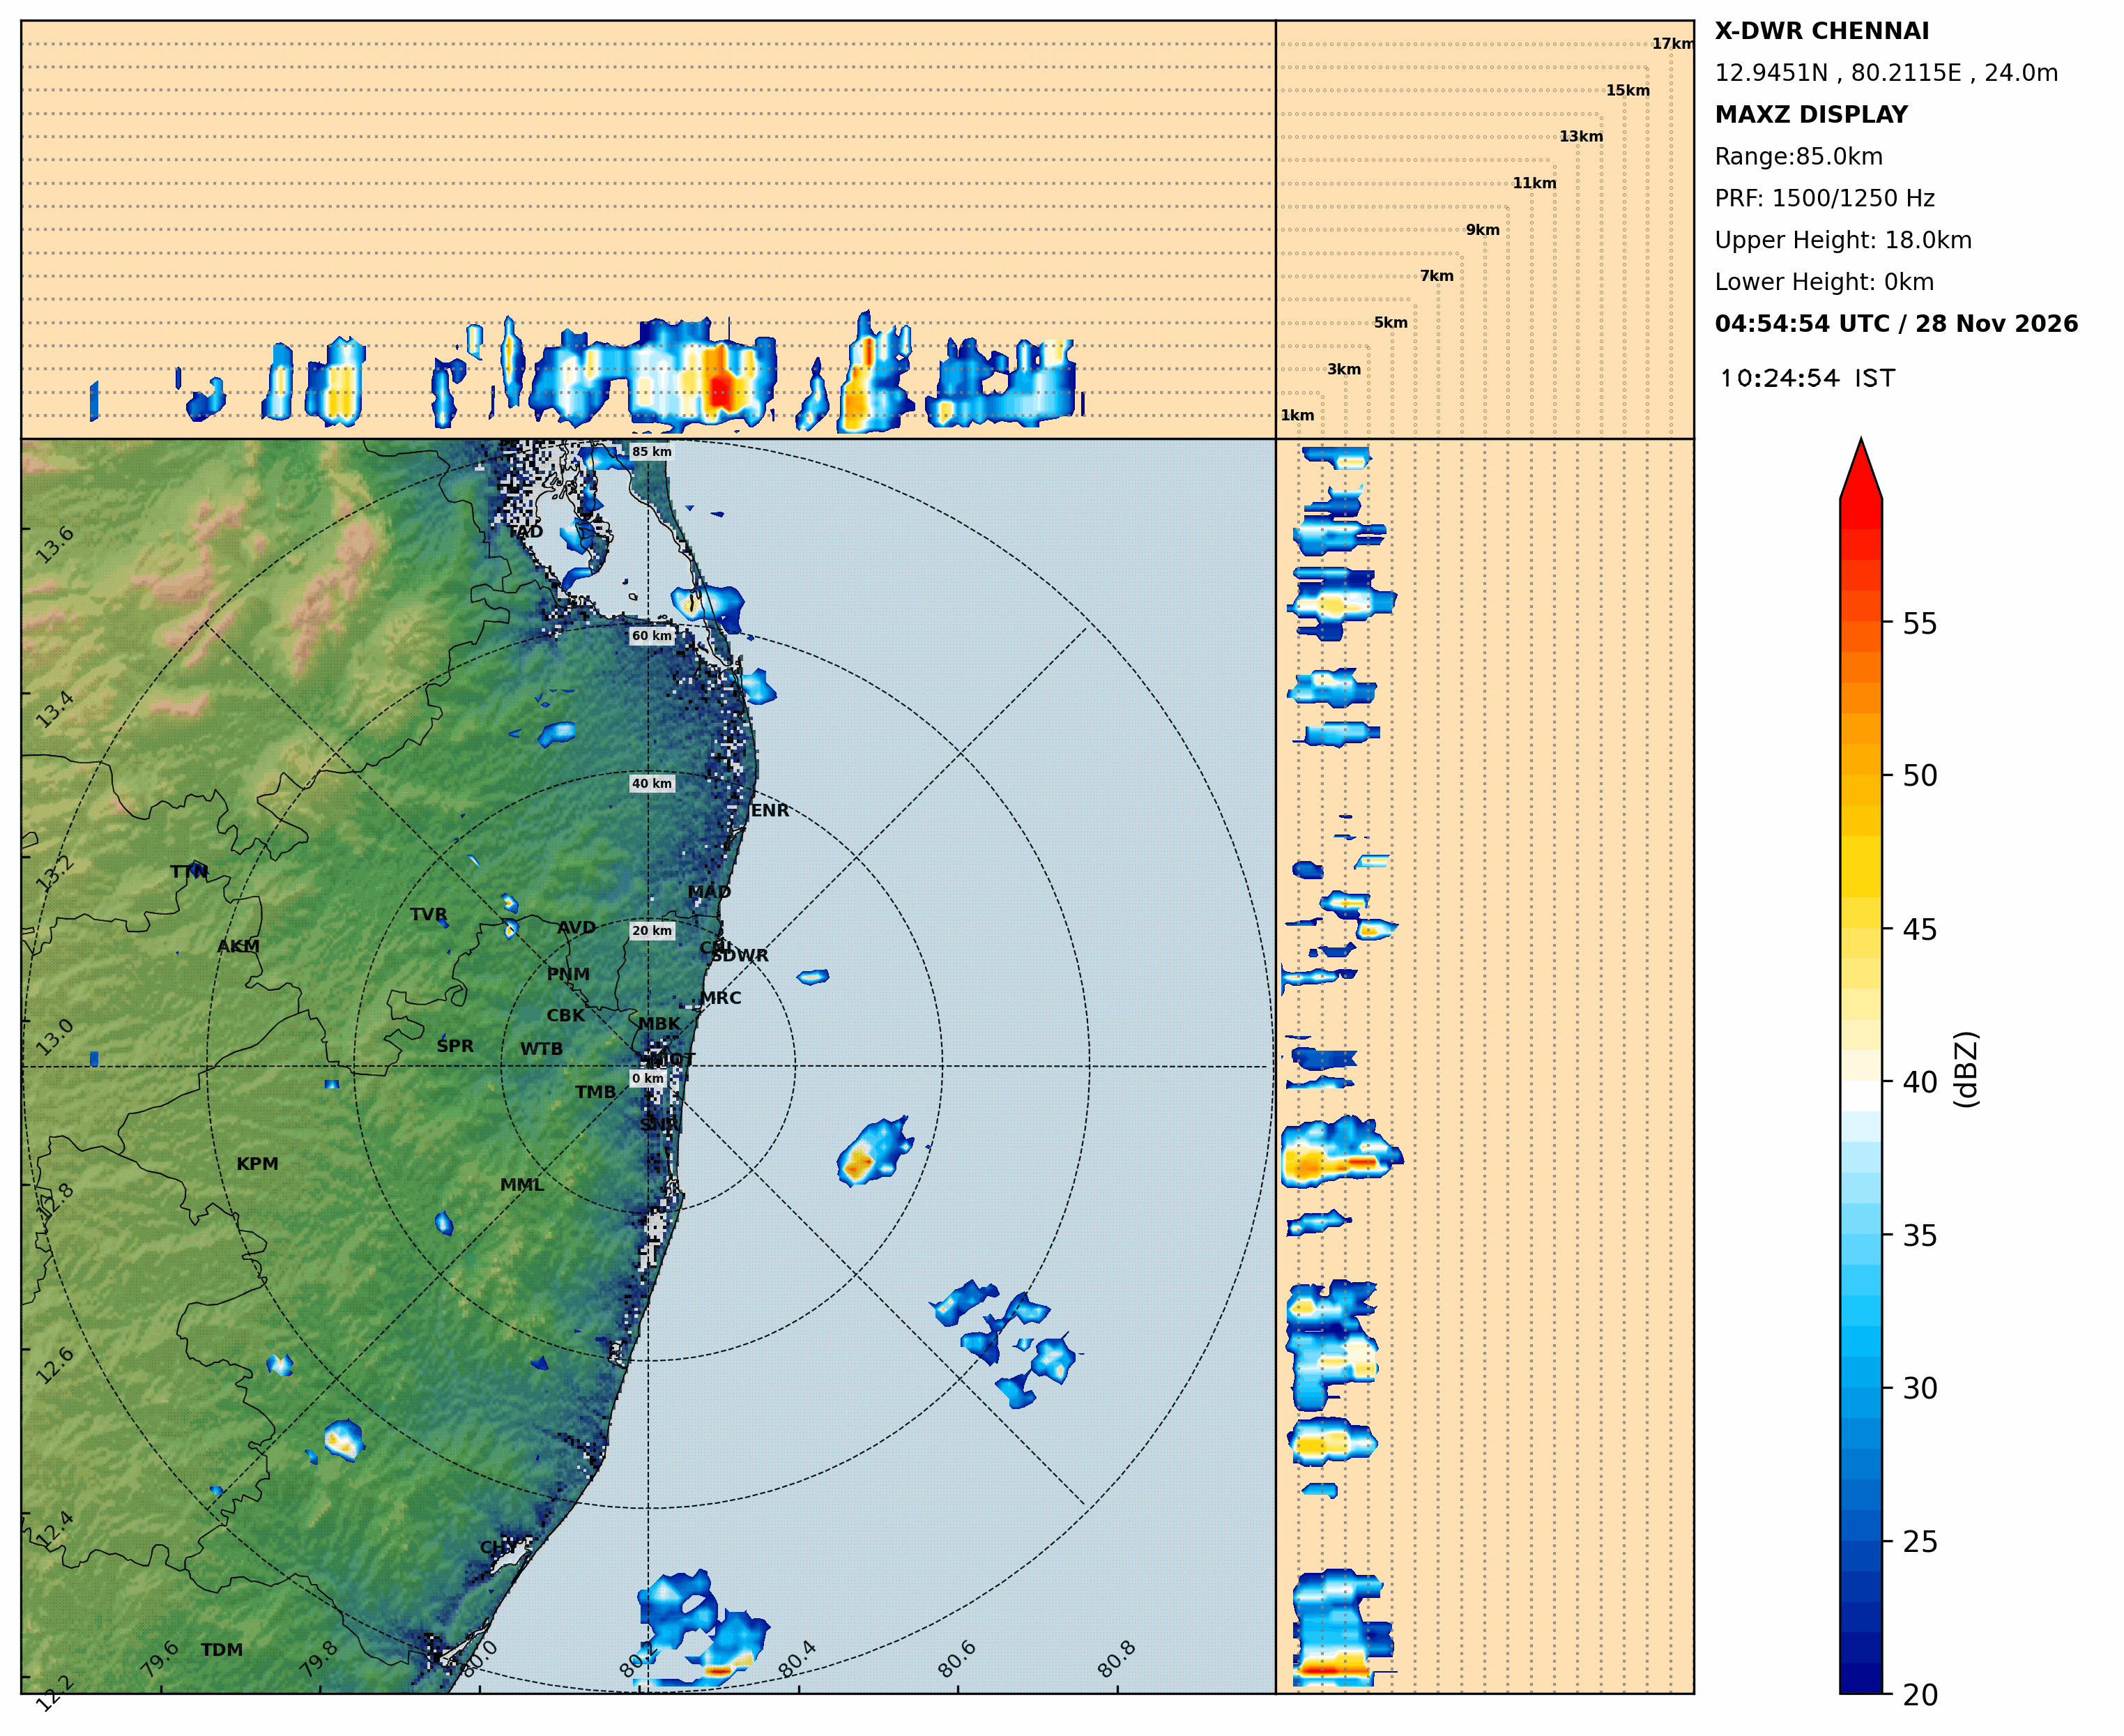 X-DWR CHENNAI
12.9451N , 80.2115E , 24.0m
MAXZ DISPLAY
Range:85.0km
PRF: 1500/1250 Hz
Upper Height: 18.0km
Lower Height: 0km
04:54:54 UTC / 28 Nov 2026
10:24:54 IST
17km
15km
13km
11km
9km
7km
5km
3km
1km
85 km
60 km
40 km
20 km
0 km
TAD
ENR
TTN
MAD
TVR
AVD
AKM
SDWR
PNM
MRC
CBK
MBK
SPR
WTB
TMB
SNR
KPM
MML
CHY
TDM
13.6
13.4
13.2
13.0
12.8
12.6
12.4
12.2
79.6
79.8
80.0
80.2
80.4
80.6
80.8
55
50
45
40
35
30
25
20
(dBZ)